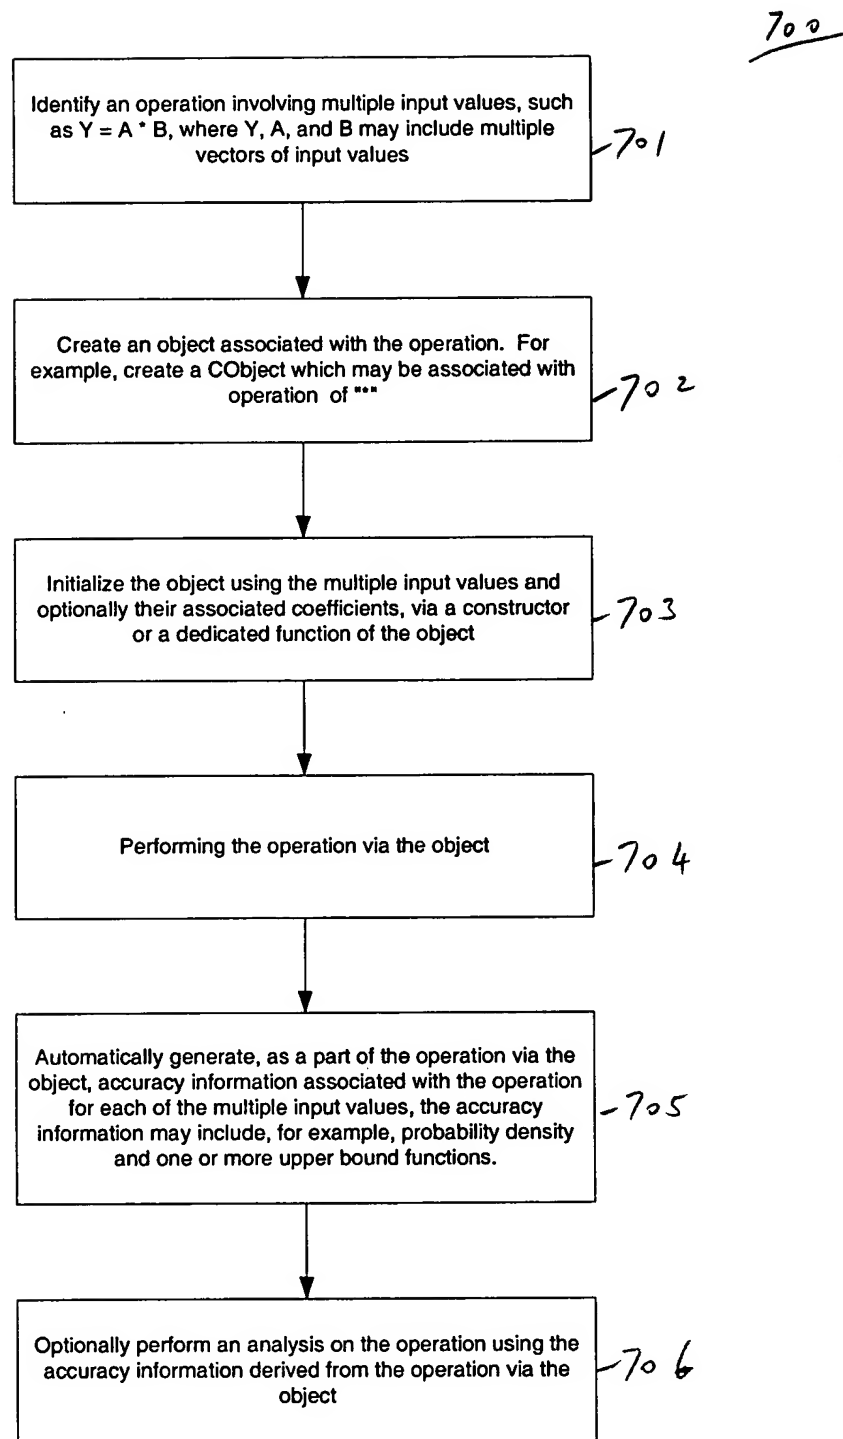 700
Identify an operation involving multiple input values, such
as Y = A * B, where Y, A, and B may include multiple
vectors of input values
701
Create an object associated with the operation. For
example, create a CObject which may be associated with
operation of "*"
702
Initialize the object using the multiple input values and
optionally their associated coefficients, via a constructor
or a dedicated function of the object
703
Performing the operation via the object
704
Automatically generate, as a part of the operation via the
object, accuracy information associated with the operation
for each of the multiple input values, the accuracy
information may include, for example, probability density
and one or more upper bound functions.
705
Optionally perform an analysis on the operation using the
accuracy information derived from the operation via the
object
706